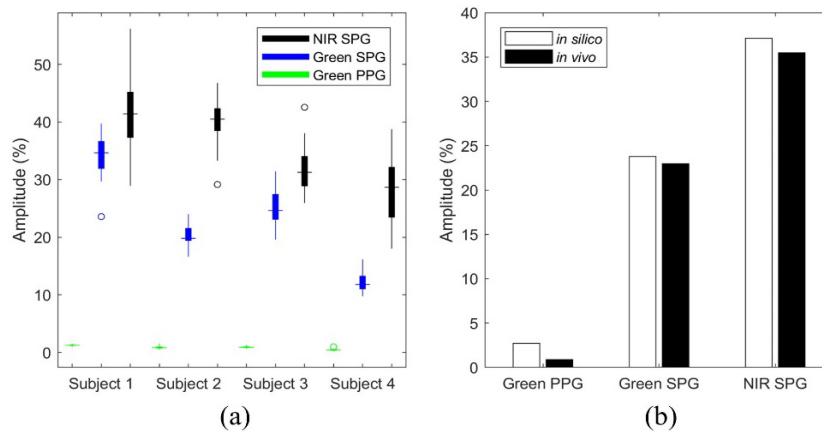 NIR SPG
Green SPG
Green PPG
Amplitude (%)
50
40
30
20
10
0
Subject 1 Subject 2 Subject 3 Subject 4
(a)
in silico
in vivo
Amplitude (%)
40
35
30
25
20
15
10
5
0
Green PPG Green SPG NIR SPG
(b)